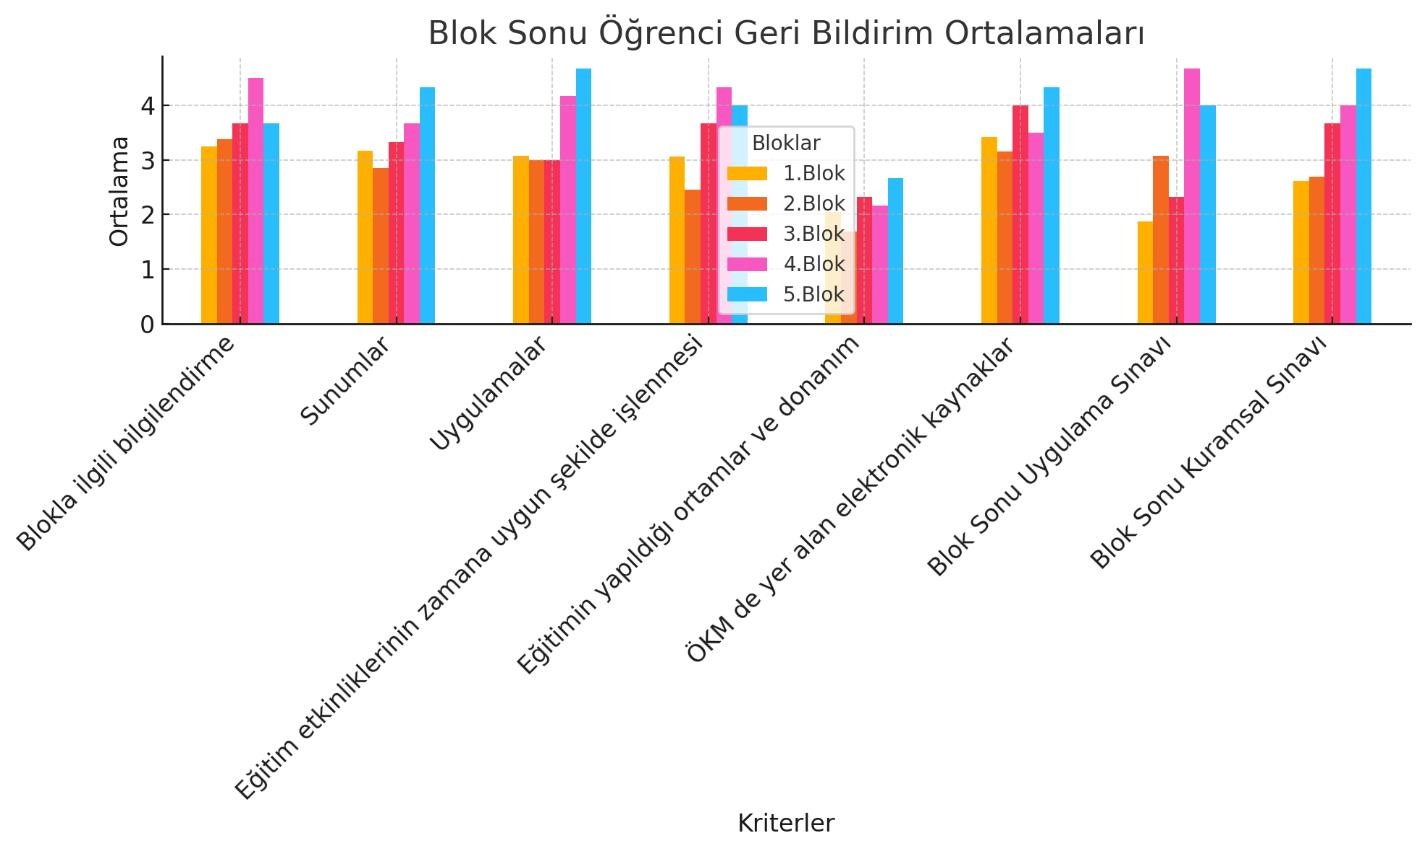 Blok Sonu Öğrenci Geri Bildirim Ortalamaları
Ortalama
4
3
2
1
0
Bloklar
1.Blok
2.Blok
3.Blok
4.Blok
5.Blok
Blokla ilgili bilgilendirme
Sunumlar
Uygulamalar
Eğitim etkinliklerinin zamana uygun şekilde işlenmesi
Eğitimin yapıldığı ortamlar ve donanım
ÖKM de yer alan elektronik kaynaklar
Blok Sonu Uygulama Sınavı
Blok Sonu Kuramsal Sınavı
Kriterler